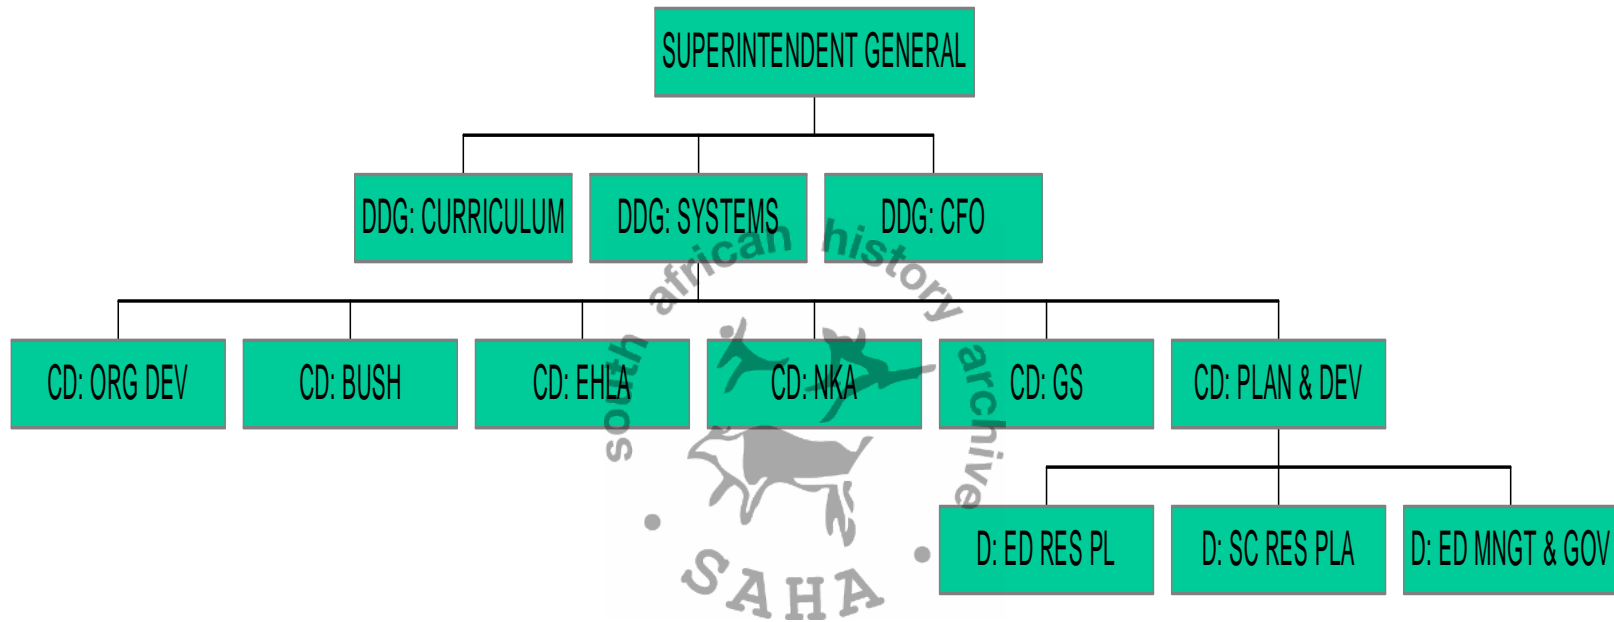 SUPERINTENDENT GENERAL
DDG: CURRICULUM
DDG: SYSTEMS
DDG: CFO
CD: ORG DEV
CD: BUSH
CD: EHLA
CD: NKA
CD: GS
CD: PLAN & DEV
D: ED RES PL
D: SC RES PLA
D: ED MNGT & GOV
south african history archive
• SAHA •